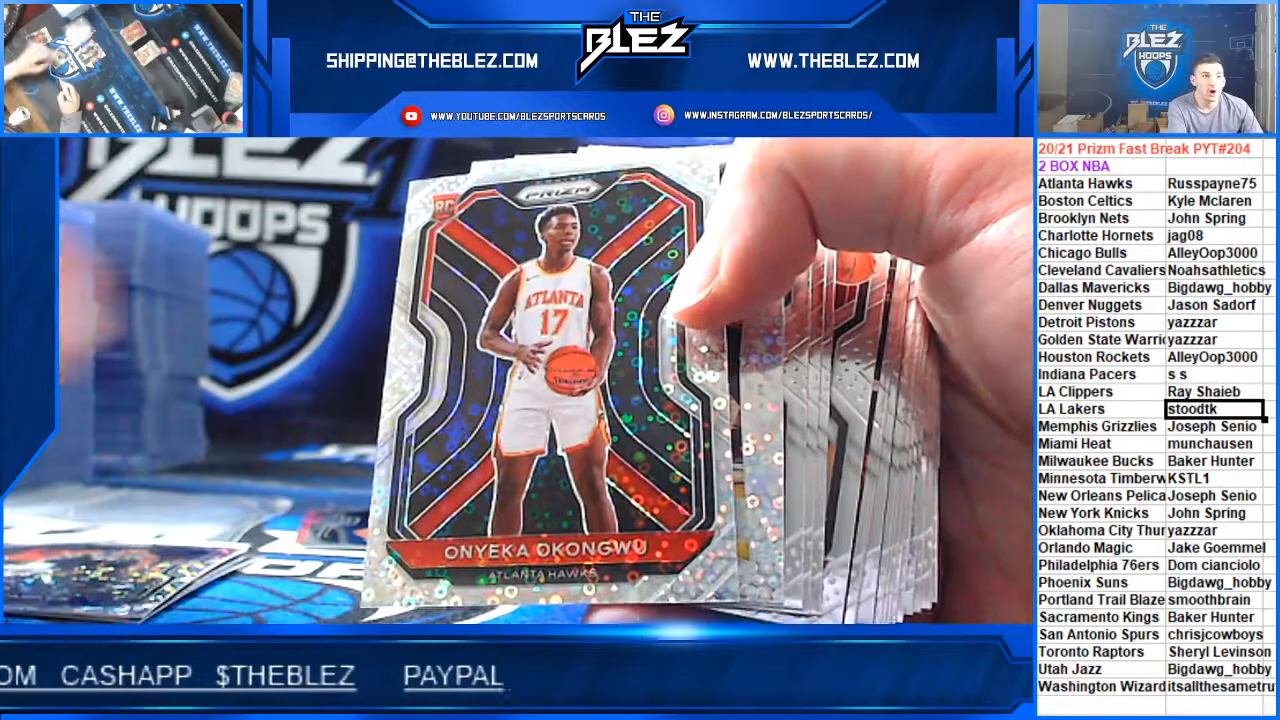 THE
BLEZ
SHIPPING@THEBLEZ.COM
WWW.THEBLEZ.COM
WWW.YOUTUBE.COM/BLEZSPORTSCARDS
WWW.INSTAGRAM.COM/BLEZSPORTSCARDS/
THE
BLEZ
HOOPS
BLEZ
HOOPS
RC
PRIZM
ATLANTA
17
SPALDING
ONYEKA OKONGWU
ATLANTA HAWKS
OM CASHAPP $THEBLEZ PAYPAL
20/21 Prizm Fast Break PYT#204
2 BOX NBA
Atlanta Hawks Russpayne75
Boston Celtics Kyle Mclaren
Brooklyn Nets John Spring
Charlotte Hornets jag08
Chicago Bulls AlleyOop3000
Cleveland Cavaliers Noahsathletics
Dallas Mavericks Bigdawg_hobby
Denver Nuggets Jason Sadorf
Detroit Pistons yazzzar
Golden State Warri yazzzar
Houston Rockets AlleyOop3000
Indiana Pacers s s
LA Clippers Ray Shaieb
LA Lakers stoodtk
Memphis Grizzlies Joseph Senio
Miami Heat munchausen
Milwaukee Bucks Baker Hunter
Minnesota Timberw KSTL1
New Orleans Pelica Joseph Senio
New York Knicks John Spring
Oklahoma City Thur yazzzar
Orlando Magic Jake Goemmel
Philadelphia 76ers Dom cianciolo
Phoenix Suns Bigdawg_hobby
Portland Trail Blaze smoothbrain
Sacramento Kings Baker Hunter
San Antonio Spurs chrisjcowboys
Toronto Raptors Sheryl Levinson
Utah Jazz Bigdawg_hobby
Washington Wizard itsallthesametru